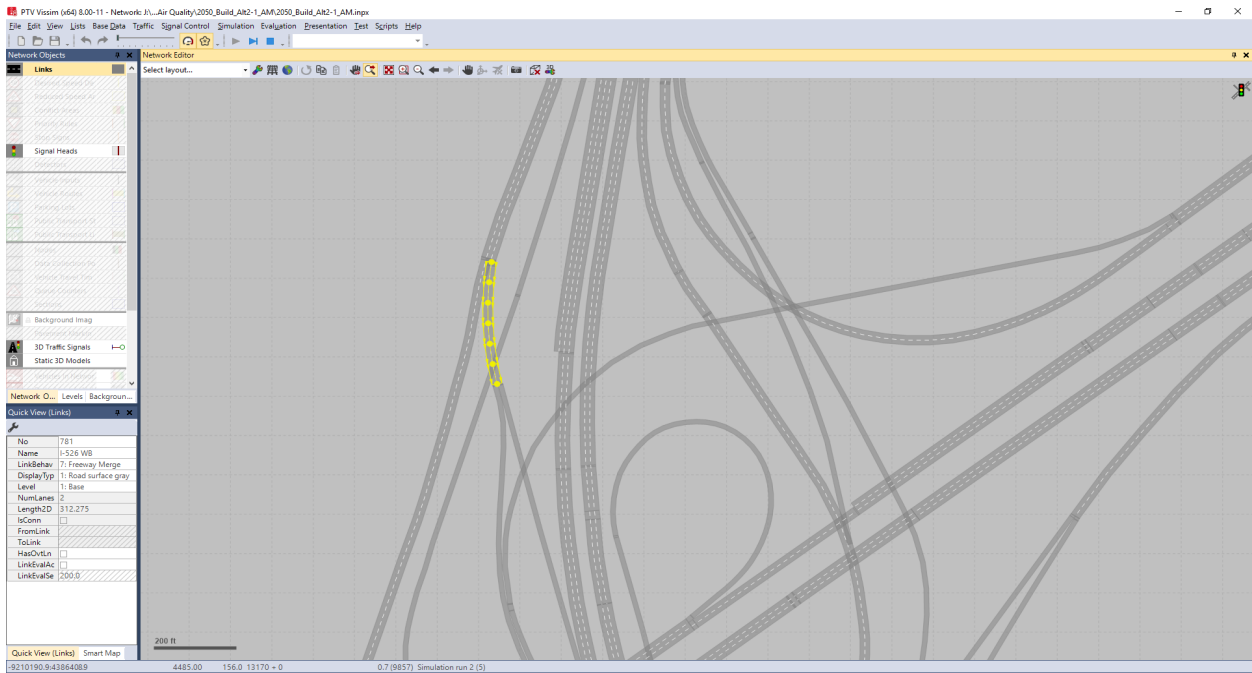 PTV Vissim (x64) 8.00-11 - Network: J:\...Air Quality\2050_Build_Alt2-1_AM\2050_Build_Alt2-1_AM.inpx
File Edit View Lists Base Data Traffic Signal Control Simulation Evaluation Presentation Test Scripts Help
Network Objects
Network Editor
Links
Select layout...
Signal Heads
Background Imag
3D Traffic Signals
Static 3D Models
Network O... Levels Backgroun...
Quick View (Links)
No 781
Name I-526 WB
LinkBehav 7: Freeway Merge
DisplayTyp 1: Road surface gray
Level 1: Base
NumLanes 2
Length2D 312.275
IsConn
FromLink
ToLink
HasOvtLn
LinkEvalAc
LinkEvalSe 200.0
200 ft
Quick View (Links) Smart Map
-9210190.9:4386408.9 4485.00 156.0 13170 + 0 0.7 (9857) Simulation run 2 (5)